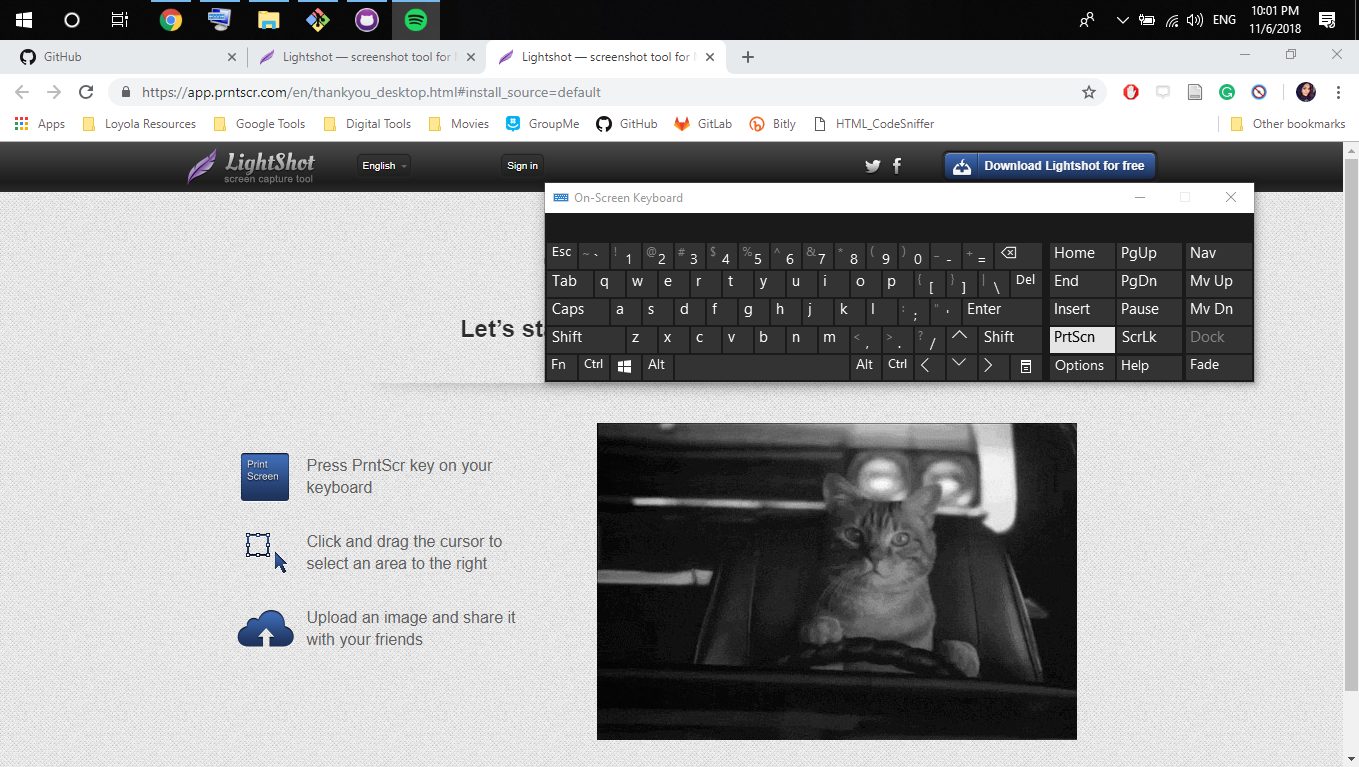 ENG
10:01 PM
11/6/2018
GitHub
Lightshot — screenshot tool for
Lightshot — screenshot tool for
https://app.prntscr.com/en/thankyou_desktop.html#install_source=default
Apps
Loyola Resources
Google Tools
Digital Tools
Movies
GroupMe
GitHub
GitLab
Bitly
HTML_CodeSniffer
Other bookmarks
LightShot
screen capture tool
English
Sign in
Download Lightshot for free
On-Screen Keyboard
Esc ~ ` ! 1 @ 2 # 3 $ 4 % 5 ^ 6 & 7 * 8 ( 9 ) 0 _ - + = Home PgUp Nav
Tab q w e r t y u i o p { [ } ] | \ Del End PgDn Mv Up
Caps a s d f g h j k l : ; " ' Enter Insert Pause Mv Dn
Shift z x c v b n m < , > . ? / Shift PrtScn ScrLk Dock
Fn Ctrl Alt Alt Ctrl Options Help Fade
Let's st
Print
Screen
Press PrntScr key on your
keyboard
Click and drag the cursor to
select an area to the right
Upload an image and share it
with your friends